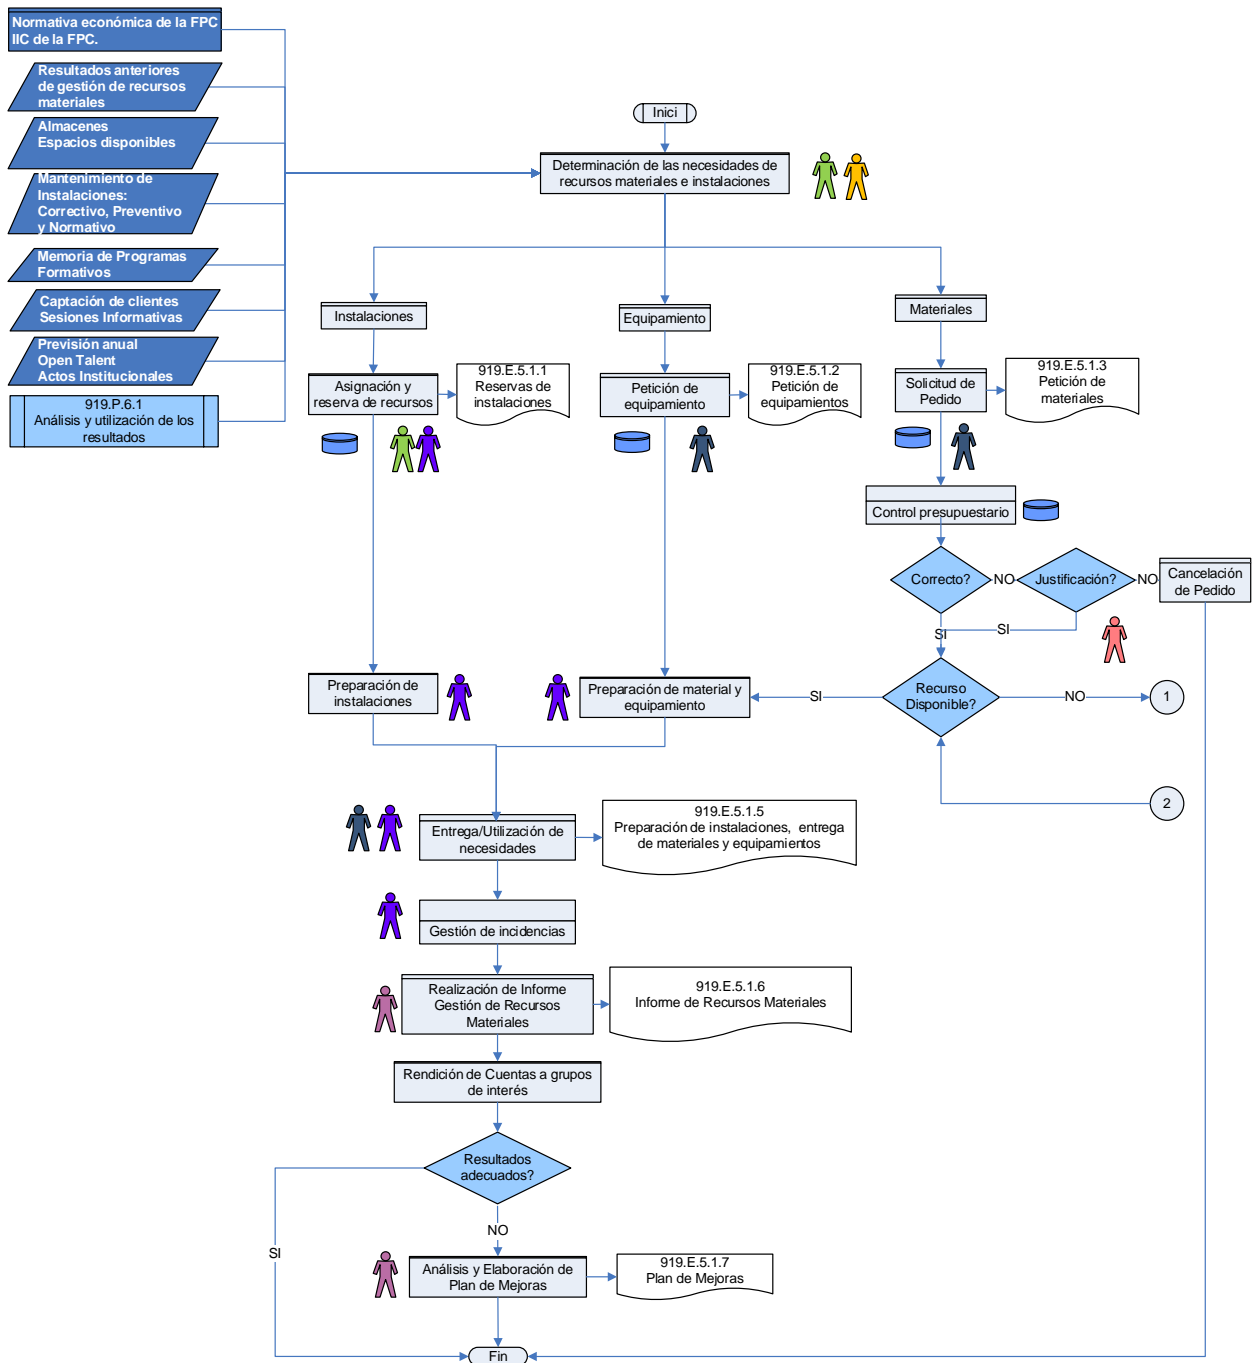 Normativa económica de la FPC
IIC de la FPC.
Resultados anteriores
de gestión de recursos
materiales
Almacenes
Espacios disponibles
Mantenimiento de
Instalaciones:
Correctivo, Preventivo
y Normativo
Memoria de Programas
Formativos
Captación de clientes
Sesiones Informativas
Previsión anual
Open Talent
Actos Institucionales
919.P.6.1
Análisis y utilización de los
resultados
Inici
Determinación de las necesidades de
recursos materiales e instalaciones
Instalaciones
Equipamiento
Materiales
Asignación y
reserva de recursos
919.E.5.1.1
Reservas de
instalaciones
Petición de
equipamiento
919.E.5.1.2
Petición de
equipamientos
Solicitud de
Pedido
919.E.5.1.3
Petición de
materiales
Control presupuestario
Correcto?
NO
Justificación?
NO
Cancelación
de Pedido
SI
SI
Preparación de
instalaciones
Preparación de material y
equipamiento
SI
Recurso
Disponible?
NO
1
2
Entrega/Utilización de
necesidades
919.E.5.1.5
Preparación de instalaciones, entrega
de materiales y equipamientos
Gestión de incidencias
Realización de Informe
Gestión de Recursos
Materiales
919.E.5.1.6
Informe de Recursos Materiales
Rendición de Cuentas a grupos
de interés
Resultados
adecuados?
SI
NO
Análisis y Elaboración de
Plan de Mejoras
919.E.5.1.7
Plan de Mejoras
Fin